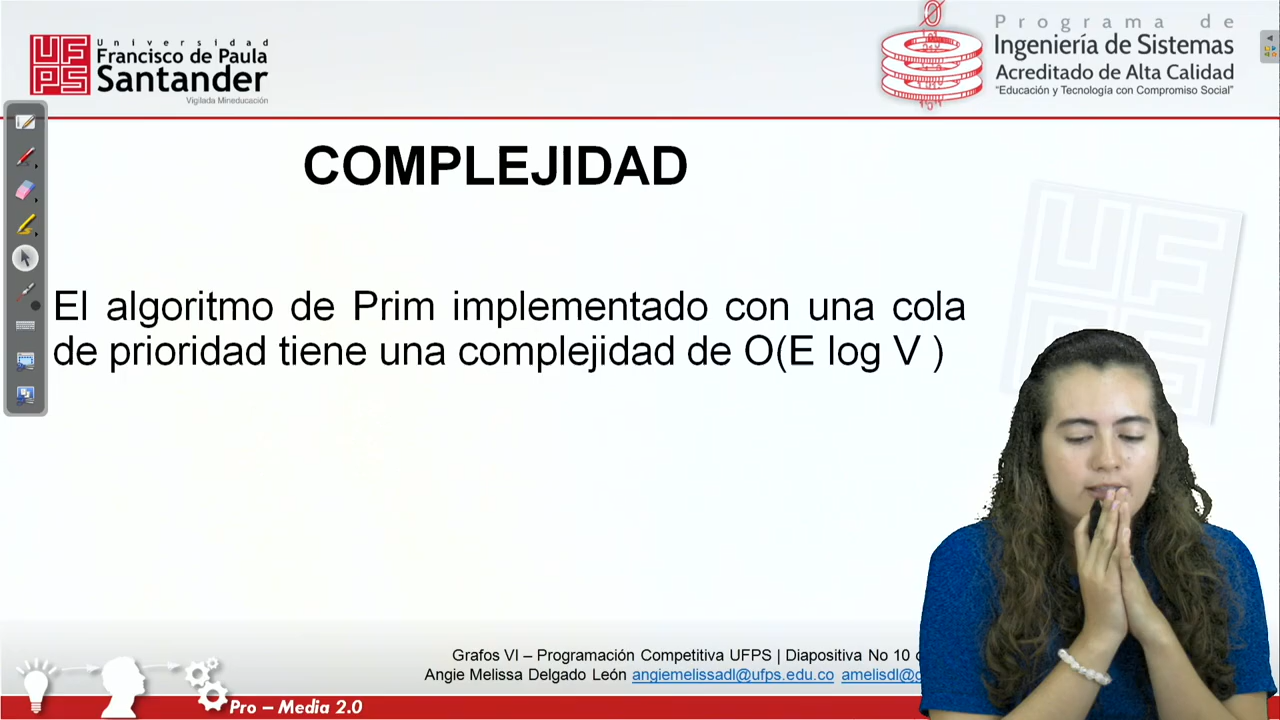 UFPS
Universidad
Francisco de Paula
Santander
Vigilada Mineducación
Programa de
Ingeniería de Sistemas
Acreditado de Alta Calidad
"Educación y Tecnología con Compromiso Social"
COMPLEJIDAD
El algoritmo de Prim implementado con una cola
de prioridad tiene una complejidad de O(E log V )
Grafos VI – Programación Competitiva UFPS | Diapositiva No 10
Angie Melissa Delgado León angiemelissadl@ufps.edu.co amelisdl@g
Pro – Media 2.0